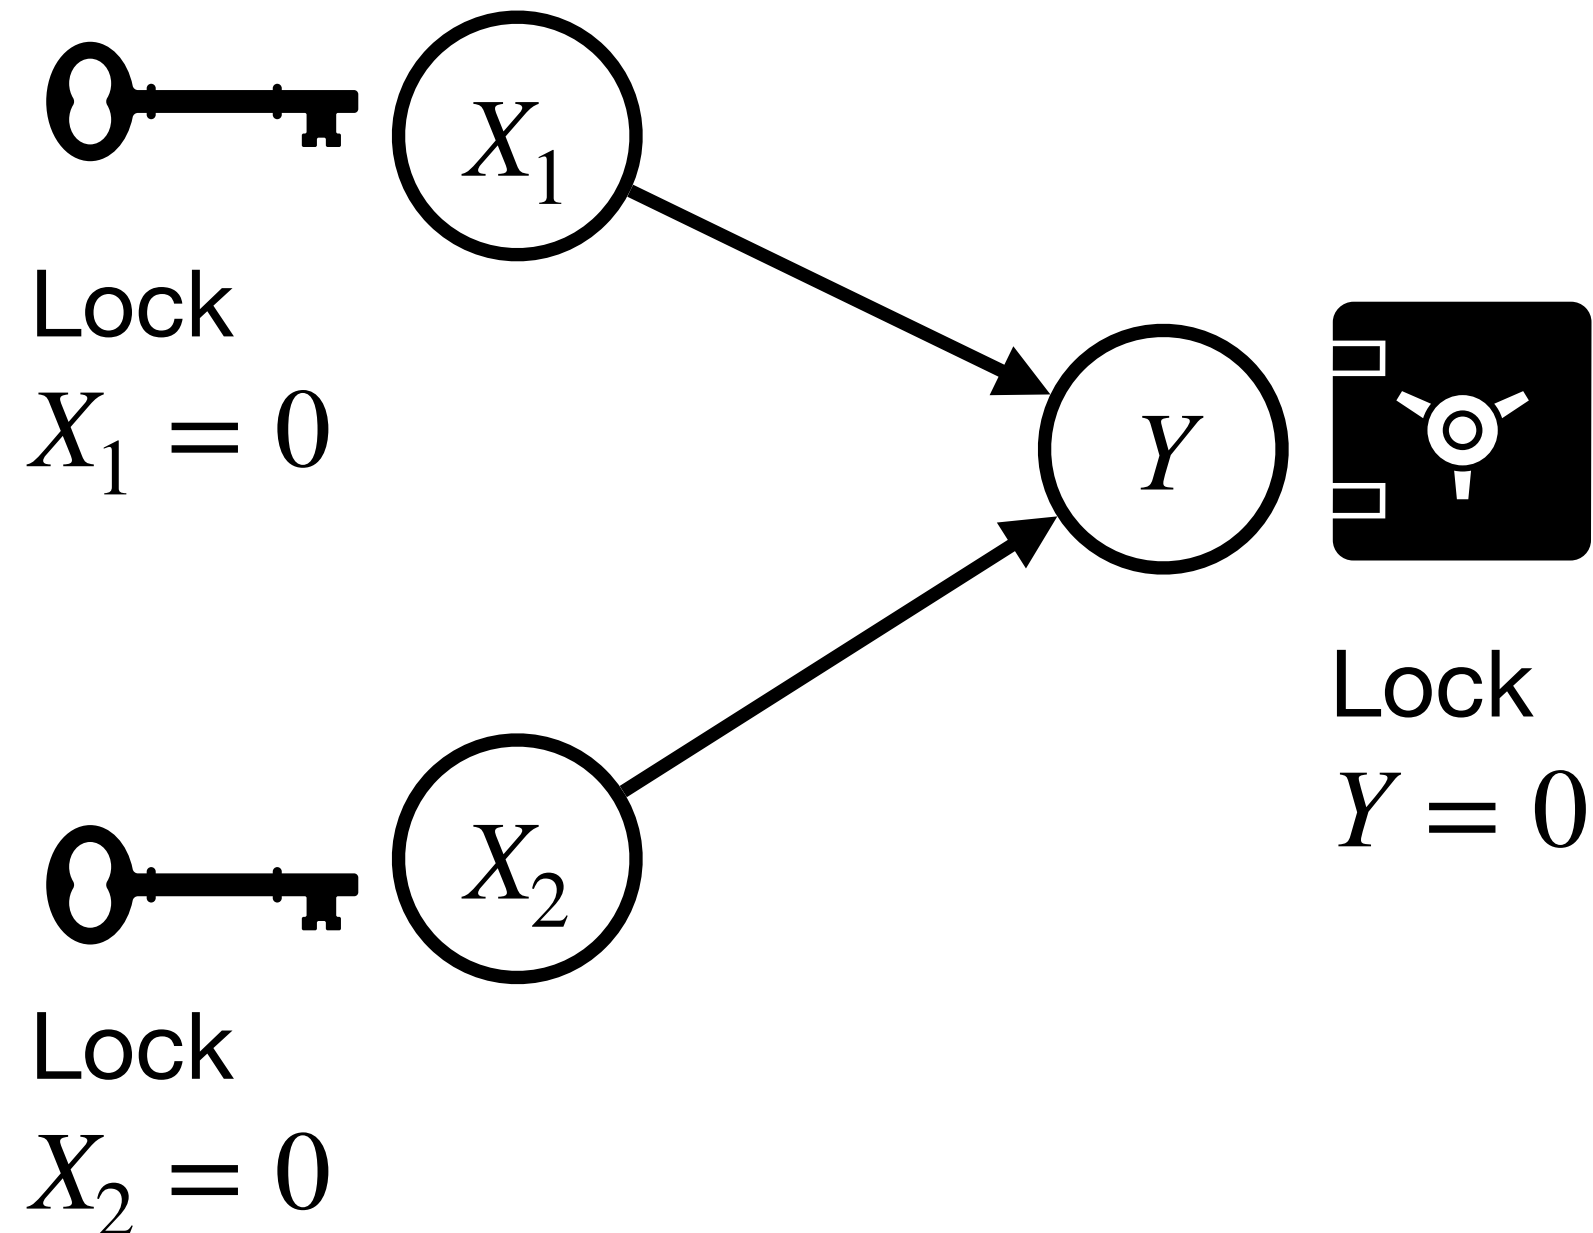 X₁
Lock
X₁ = 0
Y
Lock
Y = 0
X₂
Lock
X₂ = 0